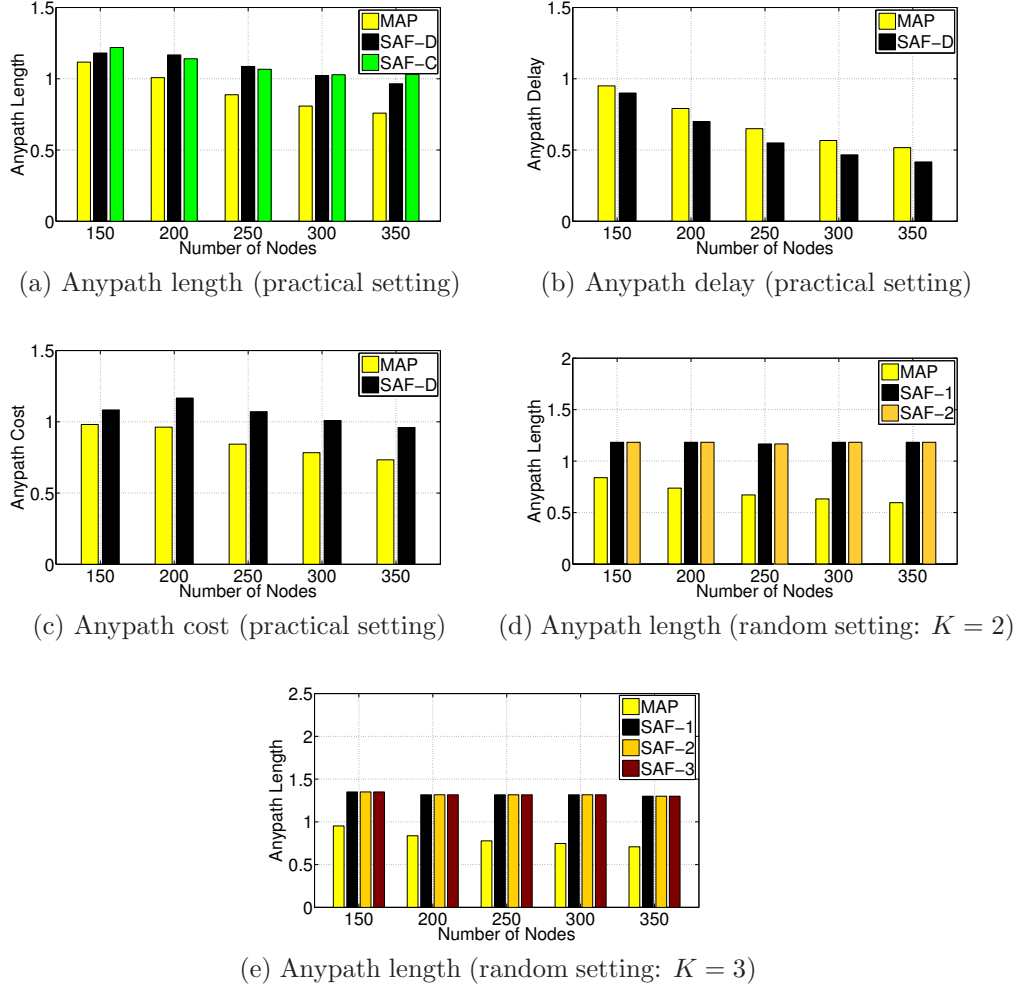 1.5
1
0.5
0
Anypath Length
MAP
SAF-D
SAF-C
150 200 250 300 350
Number of Nodes
(a) Anypath length (practical setting)
1.5
1
0.5
0
Anypath Delay
MAP
SAF-D
150 200 250 300 350
Number of Nodes
(b) Anypath delay (practical setting)
1.5
1
0.5
0
Anypath Cost
MAP
SAF-D
150 200 250 300 350
Number of Nodes
(c) Anypath cost (practical setting)
2
1.5
1
0.5
0
Anypath Length
MAP
SAF-1
SAF-2
150 200 250 300 350
Number of Nodes
(d) Anypath length (random setting: K = 2)
2.5
2
1.5
1
0.5
0
Anypath Length
MAP
SAF-1
SAF-2
SAF-3
150 200 250 300 350
Number of Nodes
(e) Anypath length (random setting: K = 3)